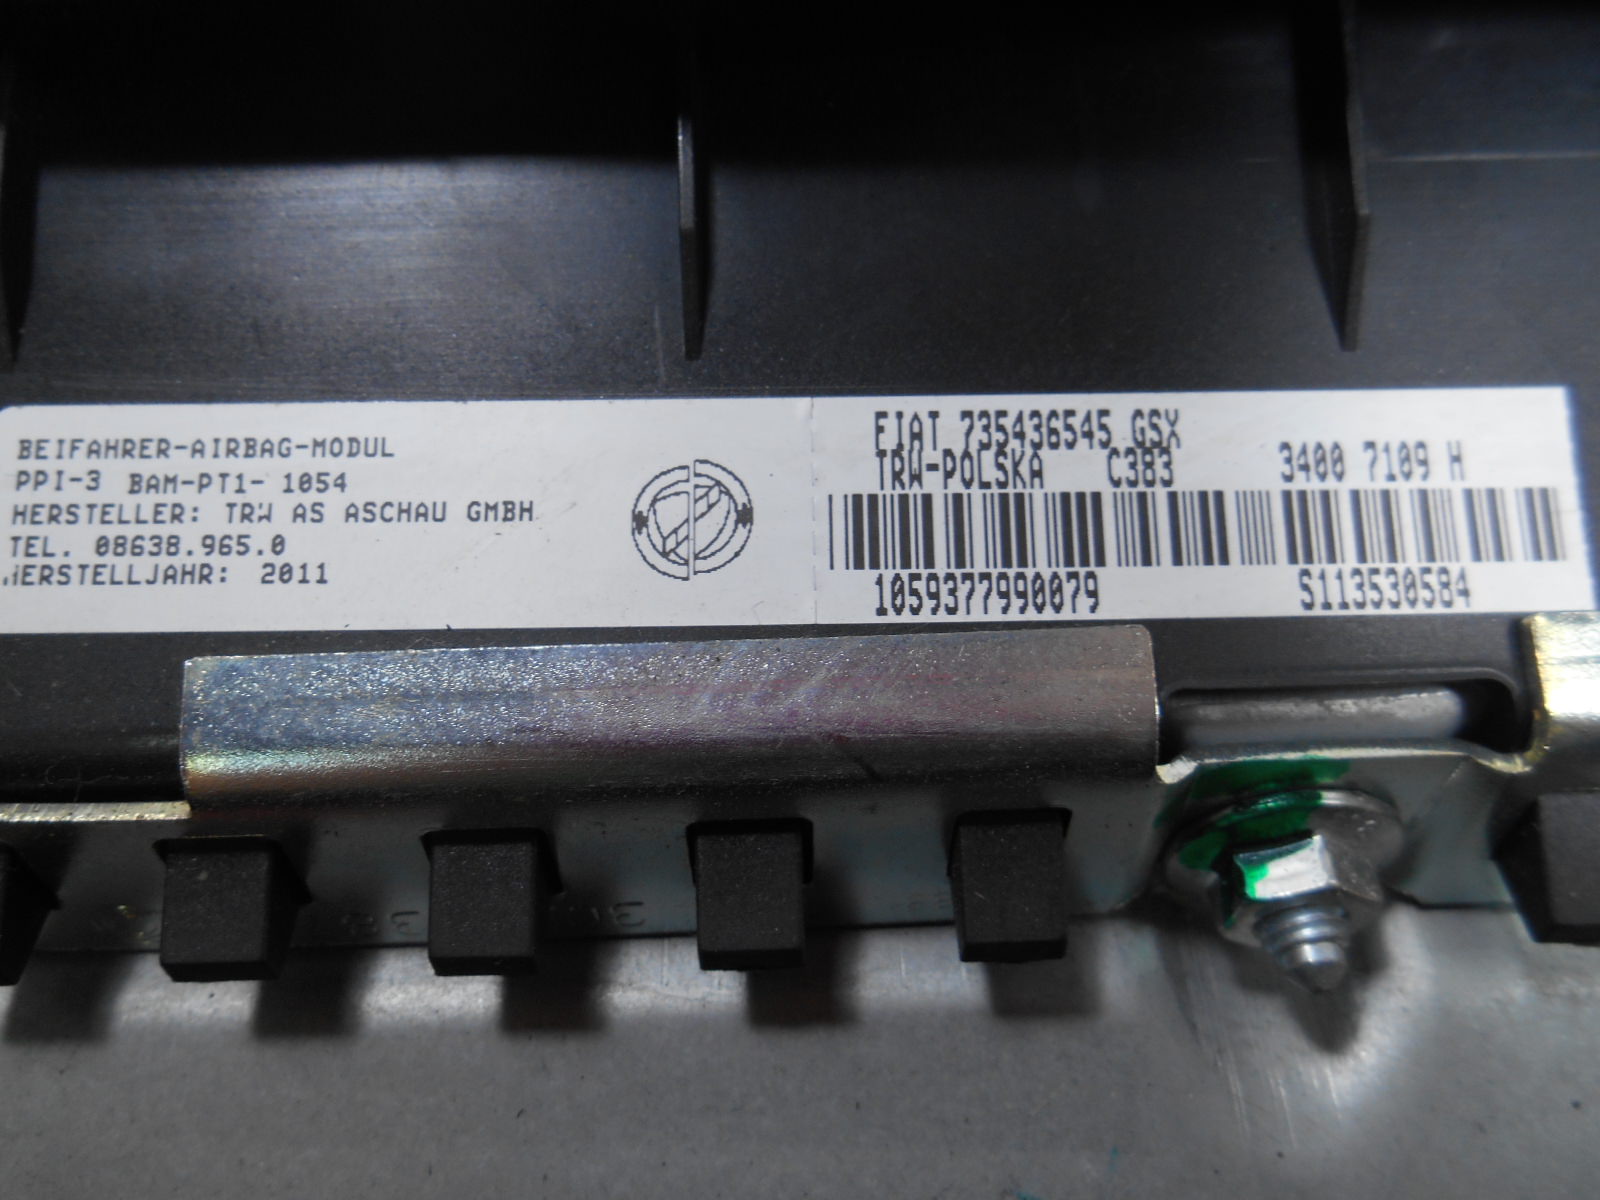 BEIFAHRER-AIRBAG-MODUL
PPI-3 BAM-PT1- 1054
HERSTELLER: TRW AS ASCHAU GMBH
TEL. 08638.965.0
HERSTELLJAHR: 2011
FIAT 735436545 GSX
TRW-POLSKA C383 3400 7109 H
1059377990079 S113530584